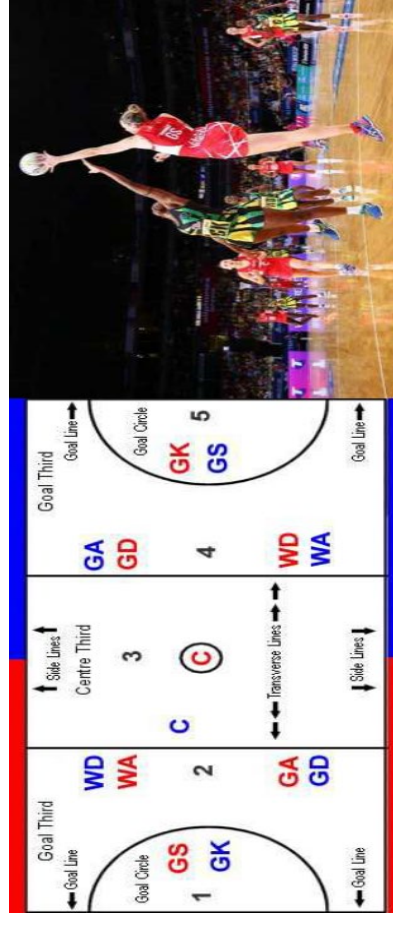 Goal Third Goal Third
↑ Side Lines ↑
← Goal Line Goal Line →
Centre Third
WD GA
WA 3 GD
Goal Circle Goal Circle
GS C GK
1 2 C 4 5
GK GS
← ← Transverse Lines → →
GA WD
GD WA
← Goal Line ↓ Side Lines ↓ Goal Line →